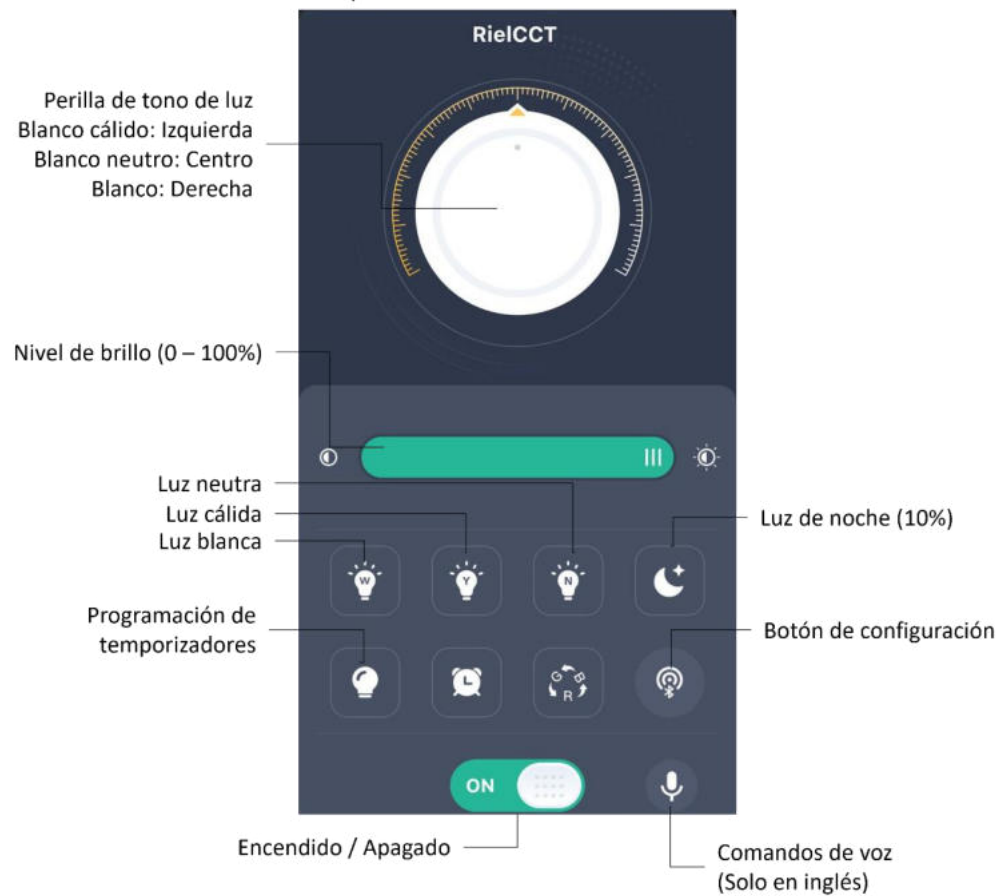 RielCCT
Perilla de tono de luz
Blanco cálido: Izquierda
Blanco neutro: Centro
Blanco: Derecha
Nivel de brillo (0 – 100%)
Luz neutra
Luz cálida
Luz blanca
Luz de noche (10%)
W
Y
N
Programación de
temporizadores
Botón de configuración
G B
R
ON
Encendido / Apagado
Comandos de voz
(Solo en inglés)